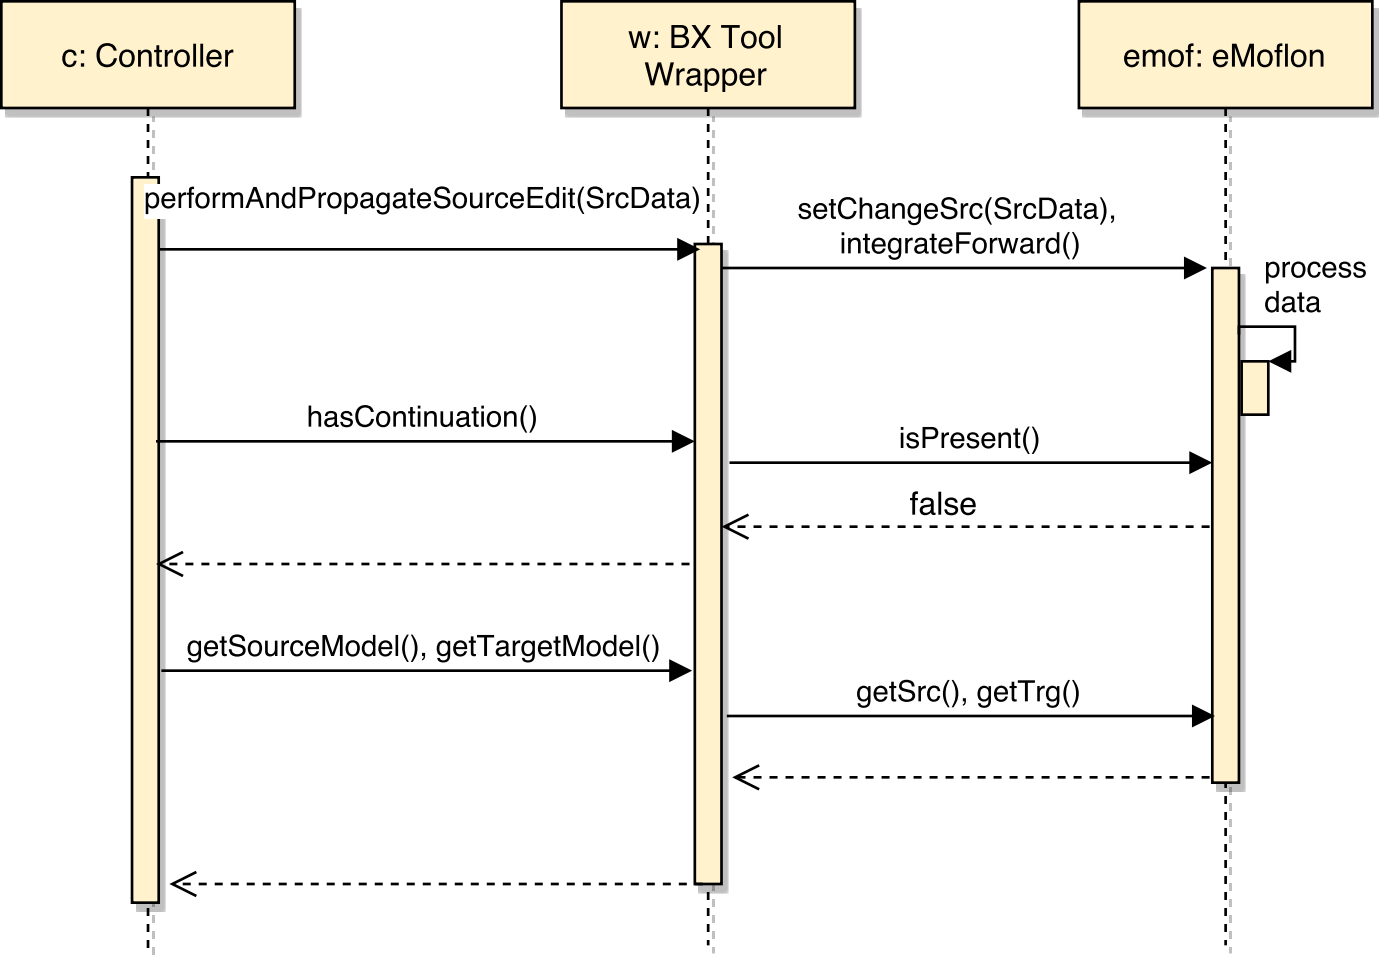 c: Controller
w: BX Tool
Wrapper
emof: eMoflon
performAndPropagateSourceEdit(SrcData)
setChangeSrc(SrcData),
integrateForward()
process
data
hasContinuation()
isPresent()
false
getSourceModel(), getTargetModel()
getSrc(), getTrg()